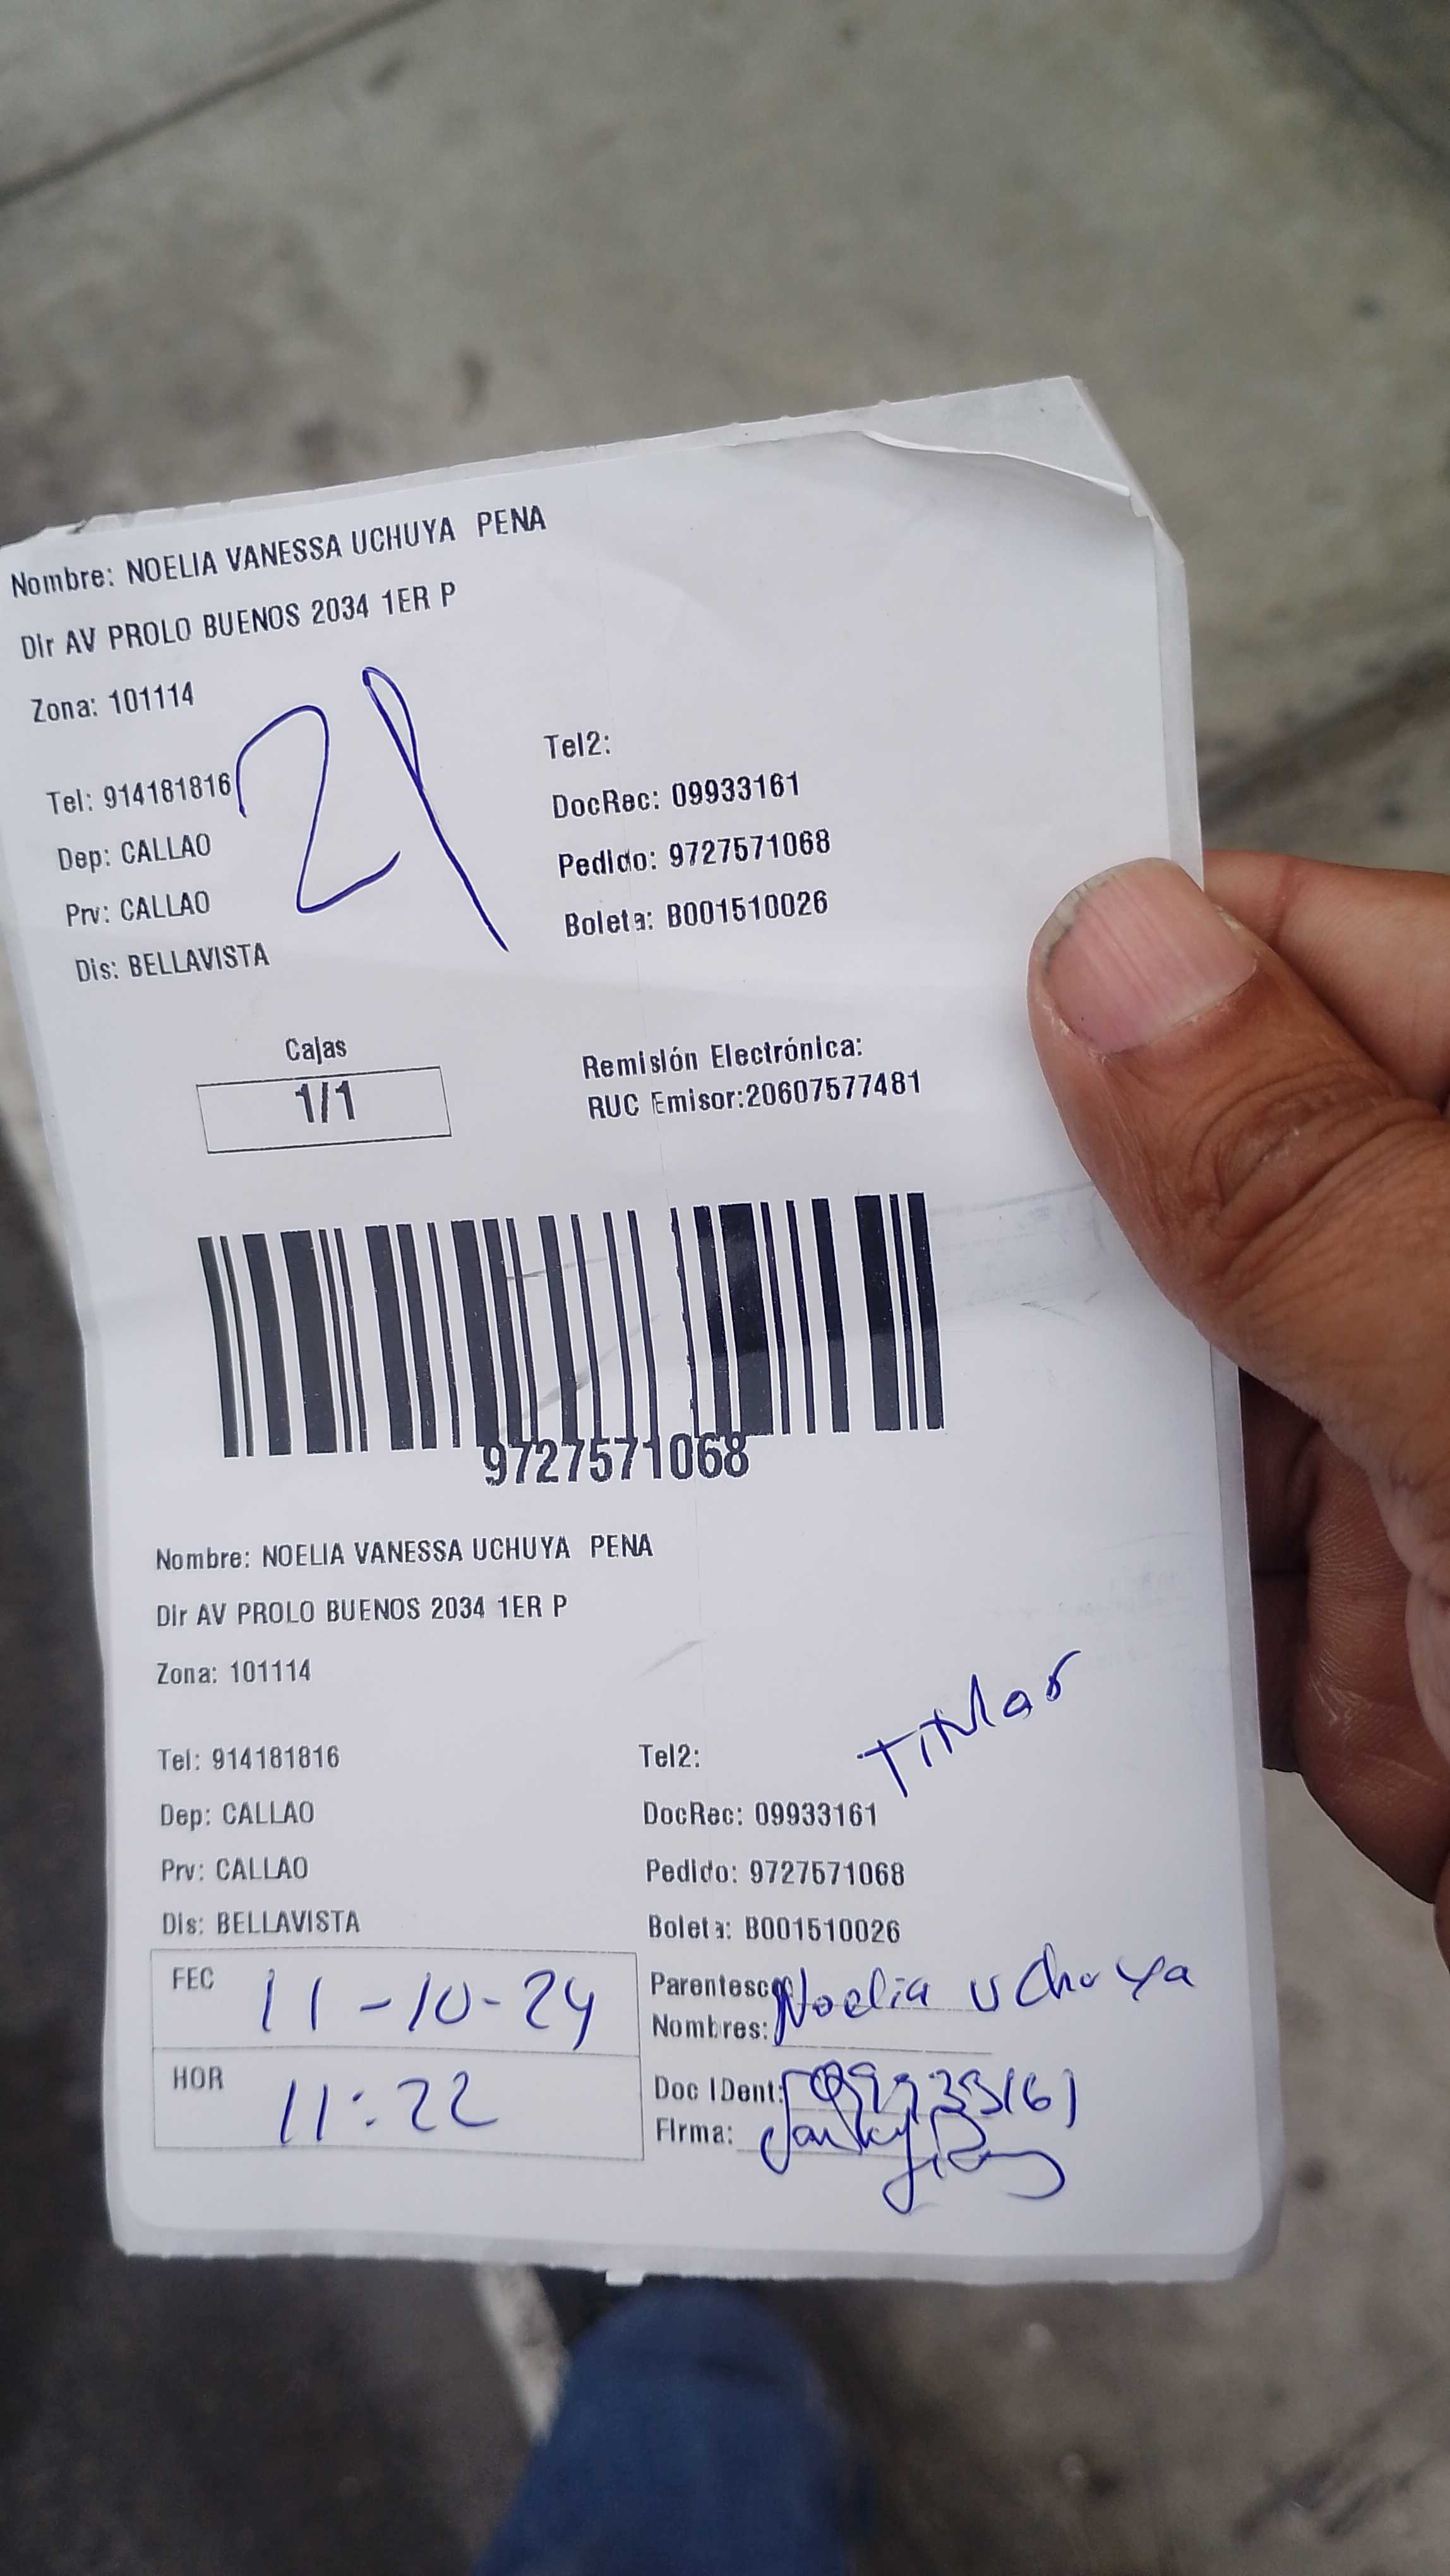 Nombre: NOELIA VANESSA UCHUYA PENA
Dir AV PROLO BUENOS 2034 1ER P
Zona: 101114
21
Tel: 914181816
Tel2:
Dep: CALLAO
DocRec: 09933161
Prv: CALLAO
Pedido: 9727571068
Dis: BELLAVISTA
Boleta: B001510026
Cajas
1/1
Remisión Electrónica:
RUC Emisor:20607577481
9727571068
Nombre: NOELIA VANESSA UCHUYA PENA
Dir AV PROLO BUENOS 2034 1ER P
Zona: 101114
Titular
Tel: 914181816
Tel2:
Dep: CALLAO
DocRec: 09933161
Prv: CALLAO
Pedido: 9727571068
Dis: BELLAVISTA
Boleta: B001510026
FEC 11-10-24
Parentesco
Nombres: Noelia Uchuya
HOR 11:22
Doc IDent: 09933161
Firma: